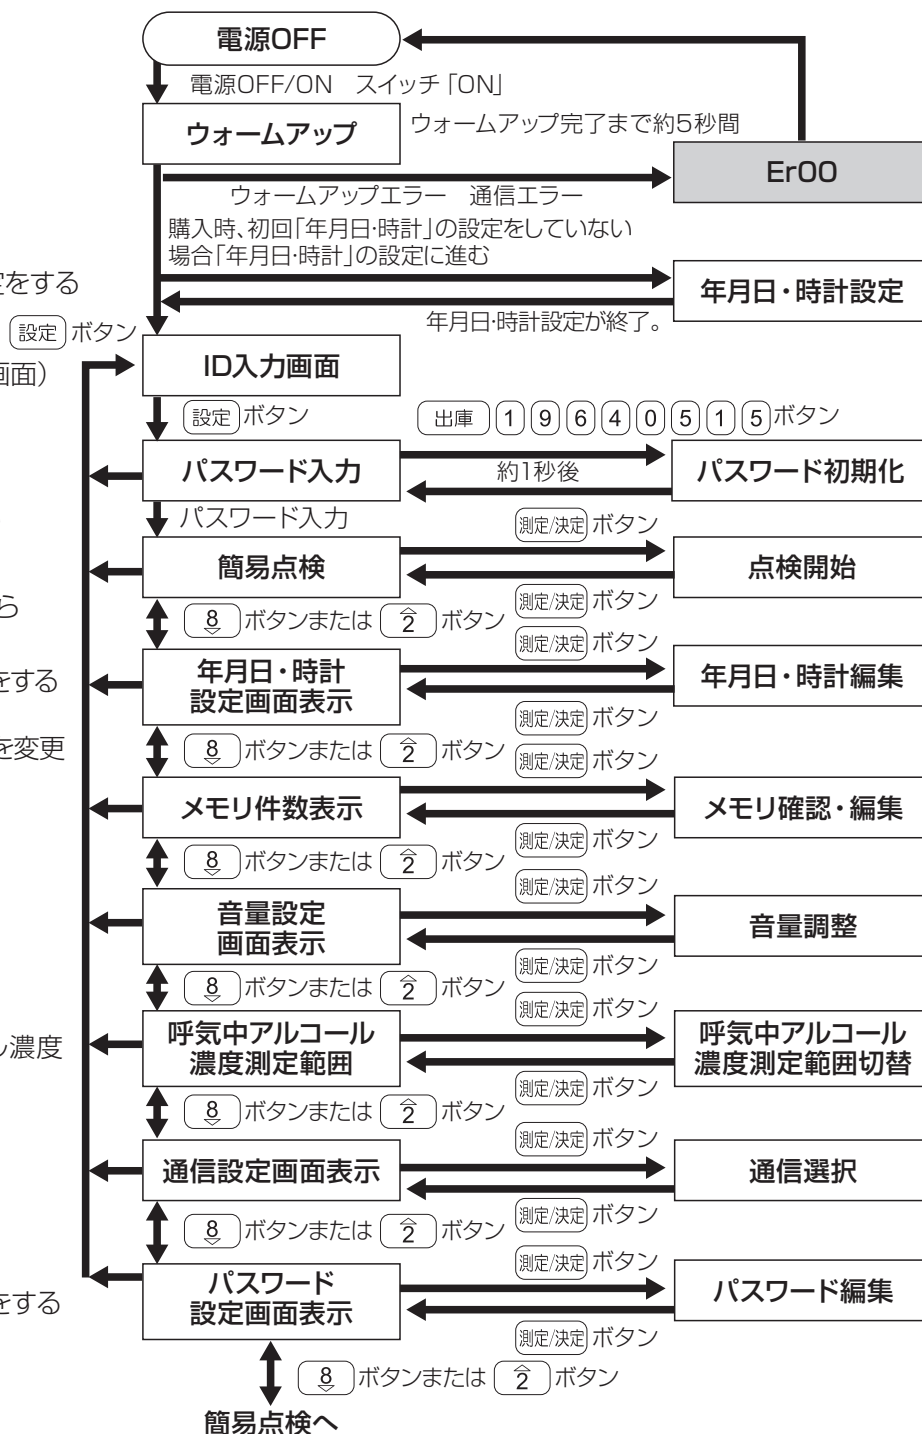 電源OFF
電源OFF/ON スイッチ「ON」
ウォームアップ
ウォームアップ完了まで約5秒間
Er00
ウォームアップエラー 通信エラー
購入時、初回「年月日・時計」の設定をしていない
場合「年月日・時計」の設定に進む
定をする
年月日・時計設定
年月日・時計設定が終了。
設定 ボタン
画面）
ID入力画面
設定 ボタン
出庫 1 9 6 4 0 5 1 5 ボタン
パスワード入力
約1秒後
パスワード初期化
パスワード入力
測定/決定 ボタン
簡易点検
点検開始
測定/決定 ボタン
ら
8 ボタンまたは 2 ボタン
測定/決定 ボタン
をする
年月日・時計
設定画面表示
年月日・時計編集
測定/決定 ボタン
を変更
8 ボタンまたは 2 ボタン
測定/決定 ボタン
メモリ件数表示
メモリ確認・編集
測定/決定 ボタン
8 ボタンまたは 2 ボタン
測定/決定 ボタン
音量設定
画面表示
音量調整
測定/決定 ボタン
8 ボタンまたは 2 ボタン
測定/決定 ボタン
ル濃度
呼気中アルコール
濃度測定範囲
呼気中アルコール
濃度測定範囲切替
測定/決定 ボタン
8 ボタンまたは 2 ボタン
測定/決定 ボタン
通信設定画面表示
通信選択
測定/決定 ボタン
8 ボタンまたは 2 ボタン
測定/決定 ボタン
をする
パスワード
設定画面表示
パスワード編集
測定/決定 ボタン
8 ボタンまたは 2 ボタン
簡易点検へ